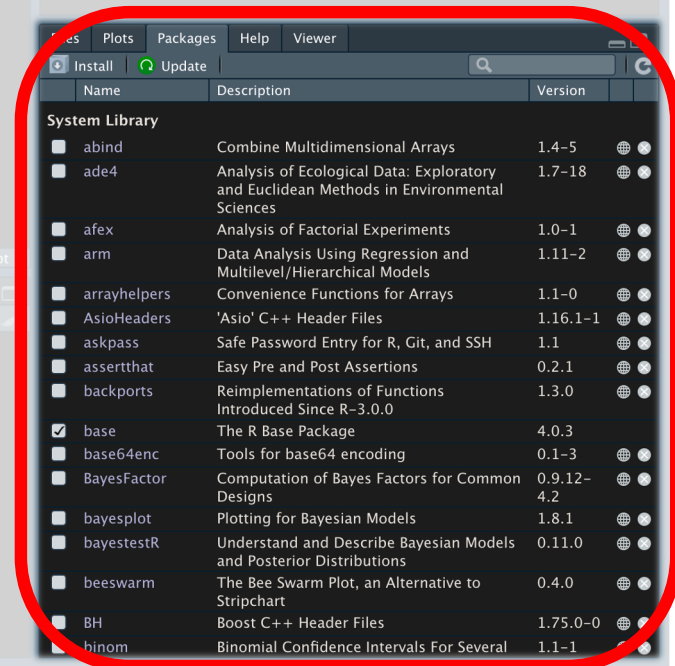 Files Plots Packages Help Viewer
Install Update
Name Description Version
System Library
abind Combine Multidimensional Arrays 1.4-5
ade4 Analysis of Ecological Data: Exploratory 1.7-18
and Euclidean Methods in Environmental
Sciences
afex Analysis of Factorial Experiments 1.0-1
arm Data Analysis Using Regression and 1.11-2
Multilevel/Hierarchical Models
arrayhelpers Convenience Functions for Arrays 1.1-0
AsioHeaders 'Asio' C++ Header Files 1.16.1-1
askpass Safe Password Entry for R, Git, and SSH 1.1
assertthat Easy Pre and Post Assertions 0.2.1
backports Reimplementations of Functions 1.3.0
Introduced Since R-3.0.0
base The R Base Package 4.0.3
base64enc Tools for base64 encoding 0.1-3
BayesFactor Computation of Bayes Factors for Common 0.9.12-
Designs 4.2
bayesplot Plotting for Bayesian Models 1.8.1
bayestestR Understand and Describe Bayesian Models 0.11.0
and Posterior Distributions
beeswarm The Bee Swarm Plot, an Alternative to 0.4.0
Stripchart
BH Boost C++ Header Files 1.75.0-0
binom Binomial Confidence Intervals For Several 1.1-1